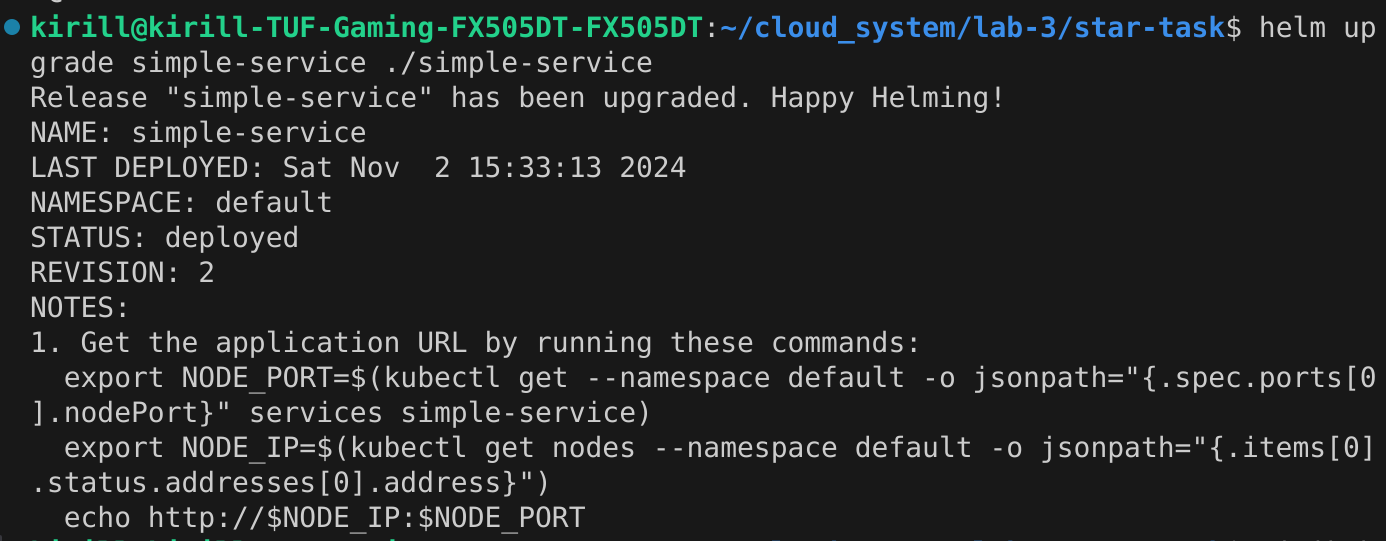 kirill@kirill-TUF-Gaming-FX505DT-FX505DT:~/cloud_system/lab-3/star-task$ helm up
grade simple-service ./simple-service
Release "simple-service" has been upgraded. Happy Helming!
NAME: simple-service
LAST DEPLOYED: Sat Nov  2 15:33:13 2024
NAMESPACE: default
STATUS: deployed
REVISION: 2
NOTES:
1. Get the application URL by running these commands:
  export NODE_PORT=$(kubectl get --namespace default -o jsonpath="{.spec.ports[0
].nodePort}" services simple-service)
  export NODE_IP=$(kubectl get nodes --namespace default -o jsonpath="{.items[0]
.status.addresses[0].address}")
  echo http://$NODE_IP:$NODE_PORT